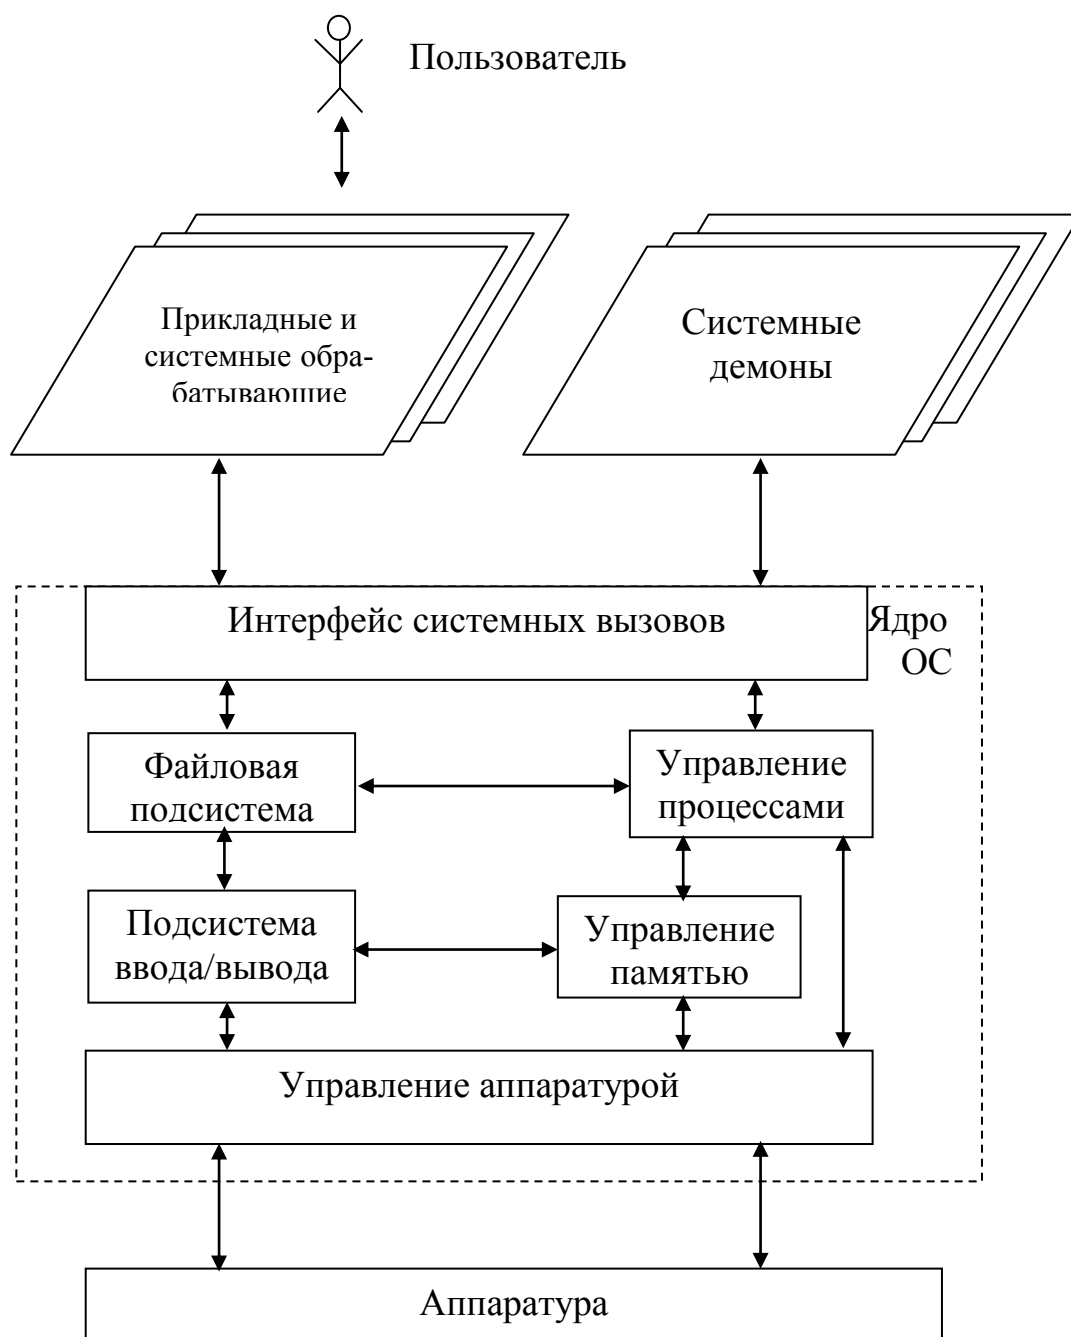 Пользователь
Прикладные и
системные обра-
батывающие
Системные
демоны
Интерфейс системных вызовов
Ядро
ОС
Файловая
подсистема
Управление
процессами
Подсистема
ввода/вывода
Управление
памятью
Управление аппаратурой
Аппаратура